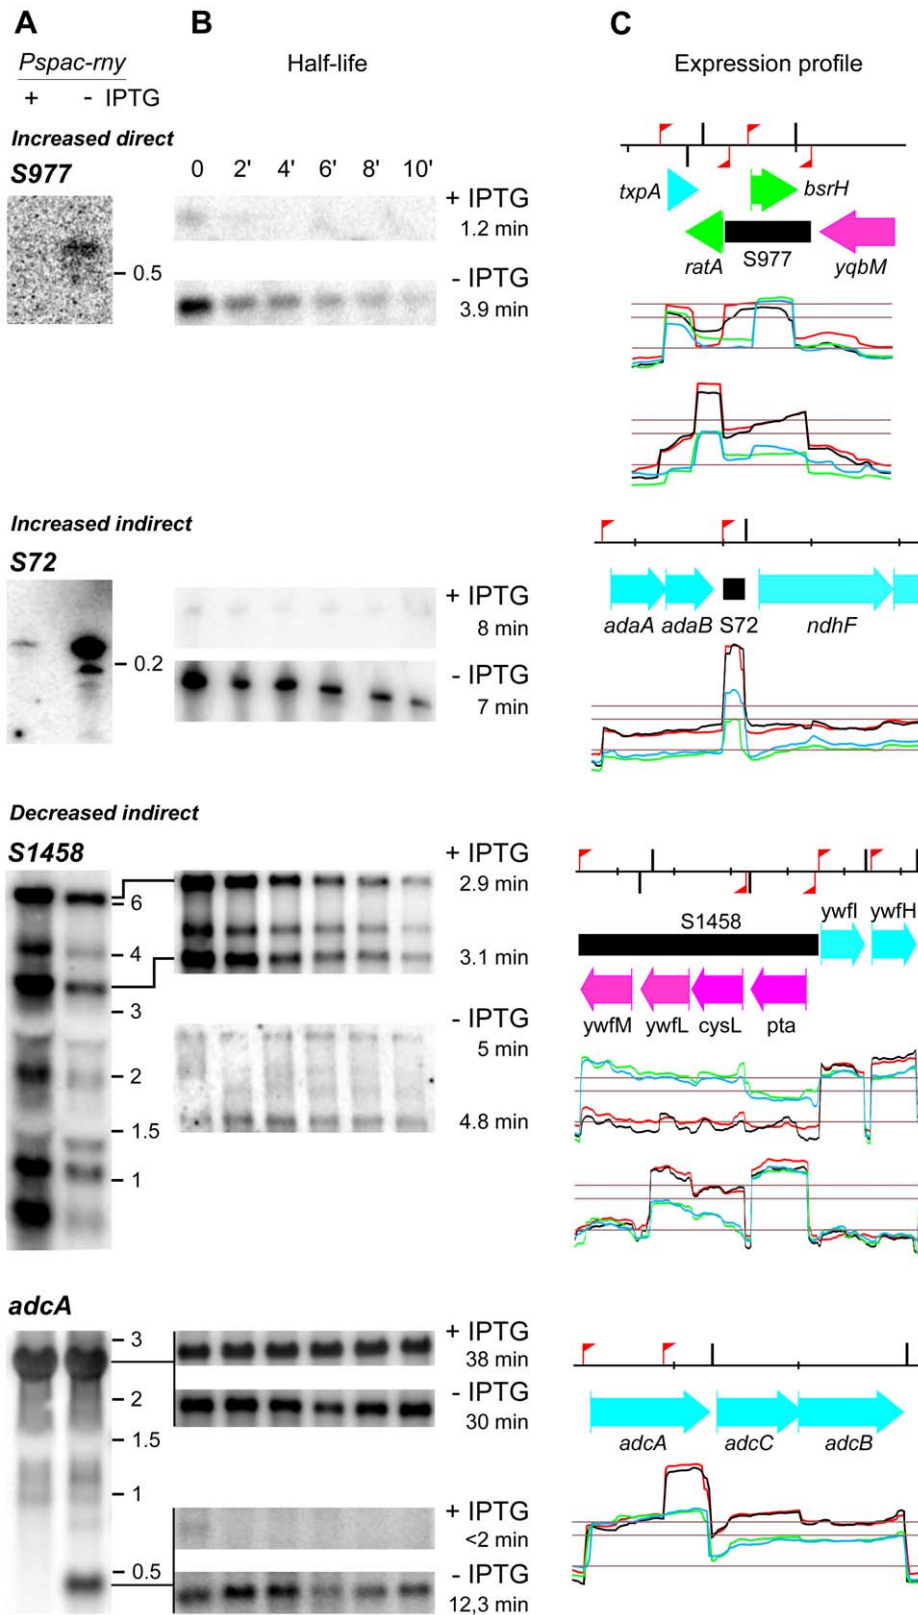 A B C
Pspac-rny
+ - IPTG
Half-life
Expression profile
Increased direct
S977
0 2' 4' 6' 8' 10'
+ IPTG
1.2 min
- IPTG
3.9 min
0.5
txpA
bsrH
ratA
S977
yqbM
Increased indirect
S72
+ IPTG
8 min
- IPTG
7 min
0.2
adaA adaB S72 ndhF
Decreased indirect
S1458
+ IPTG
2.9 min
3.1 min
- IPTG
5 min
4.8 min
6
4
3
2
1.5
1
S1458
ywfI ywfH
ywfM ywfL cysL pta
adcA
3
2
1.5
1
0.5
+ IPTG
38 min
- IPTG
30 min
+ IPTG
<2 min
- IPTG
12,3 min
adcA adcC adcB